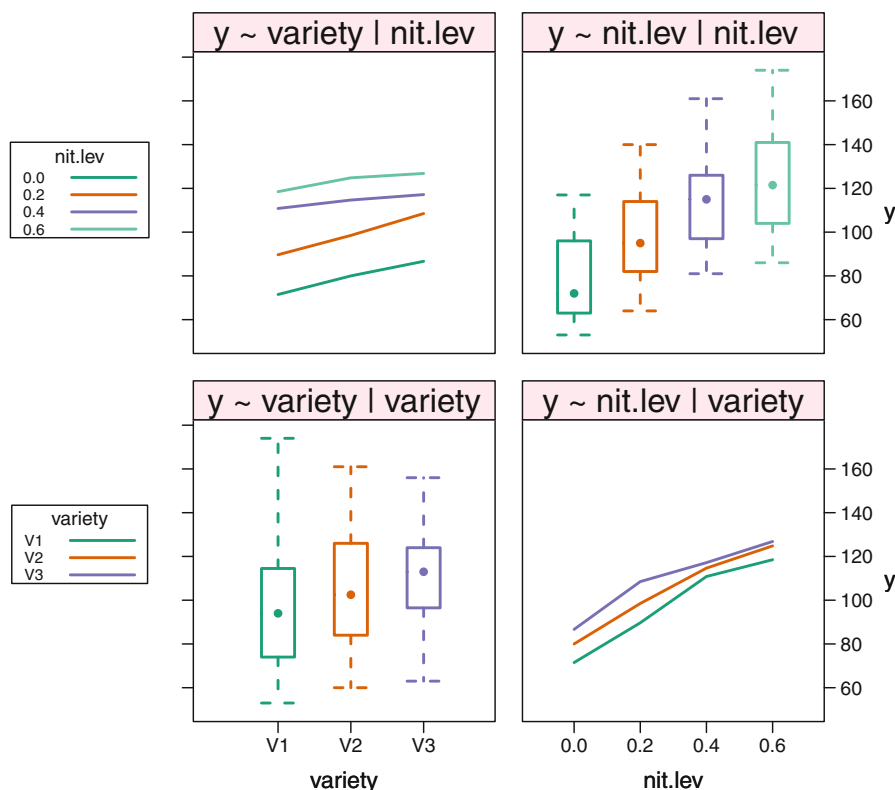 y ~ variety | nit.lev
y ~ nit.lev | nit.lev
nit.lev
0.0
0.2
0.4
0.6
160
140
120
100
80
60
y
y ~ variety | variety
y ~ nit.lev | variety
variety
V1
V2
V3
160
140
120
100
80
60
y
V1 V2 V3
variety
0.0 0.2 0.4 0.6
nit.lev